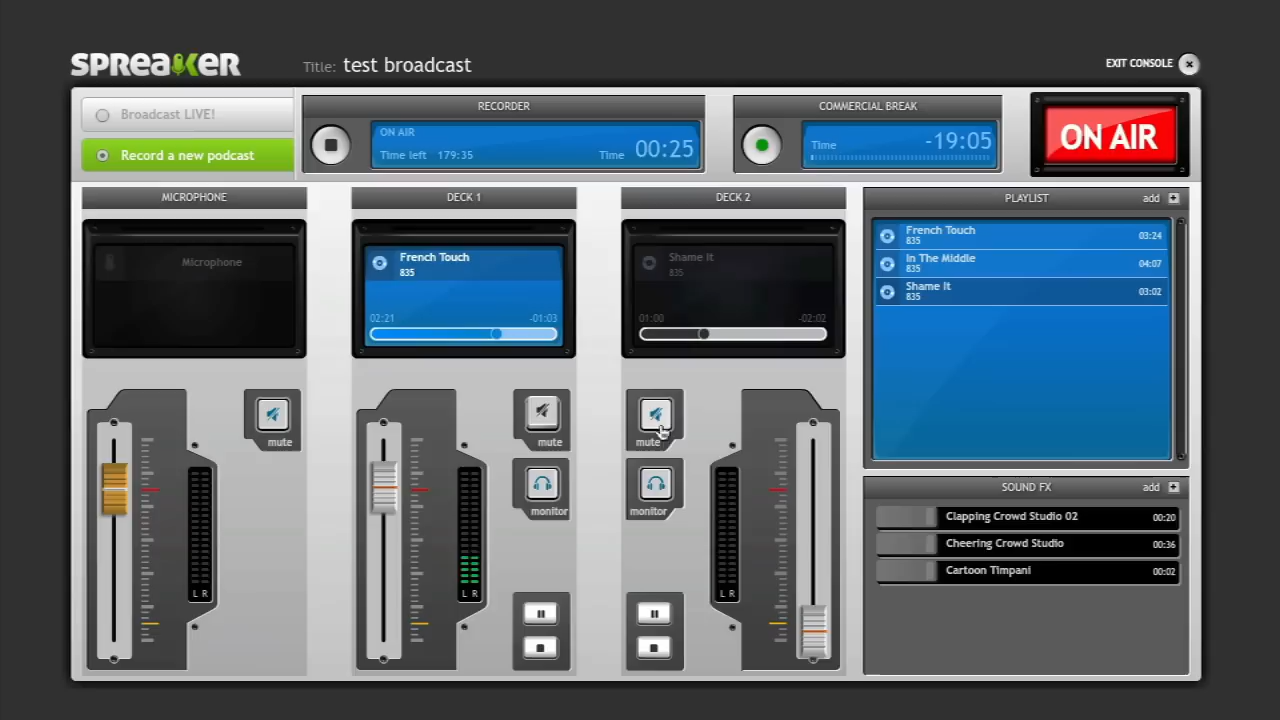 SPREAKER
Title: test broadcast
EXIT CONSOLE
Broadcast LIVE!
Record a new podcast
RECORDER
ON AIR
Time left 179:35
Time 00:25
COMMERCIAL BREAK
Time -19:05
ON AIR
MICROPHONE
Microphone
mute
L R
DECK 1
French Touch
835
02:21 -01:03
mute
monitor
L R
DECK 2
Shame It
835
01:00 -02:02
mute
monitor
L R
PLAYLIST
add
French Touch 03:24
835
In The Middle 04:07
835
Shame It 03:02
835
SOUND FX
add
Clapping Crowd Studio 02 00:20
Cheering Crowd Studio 00:36
Cartoon Timpani 00:02